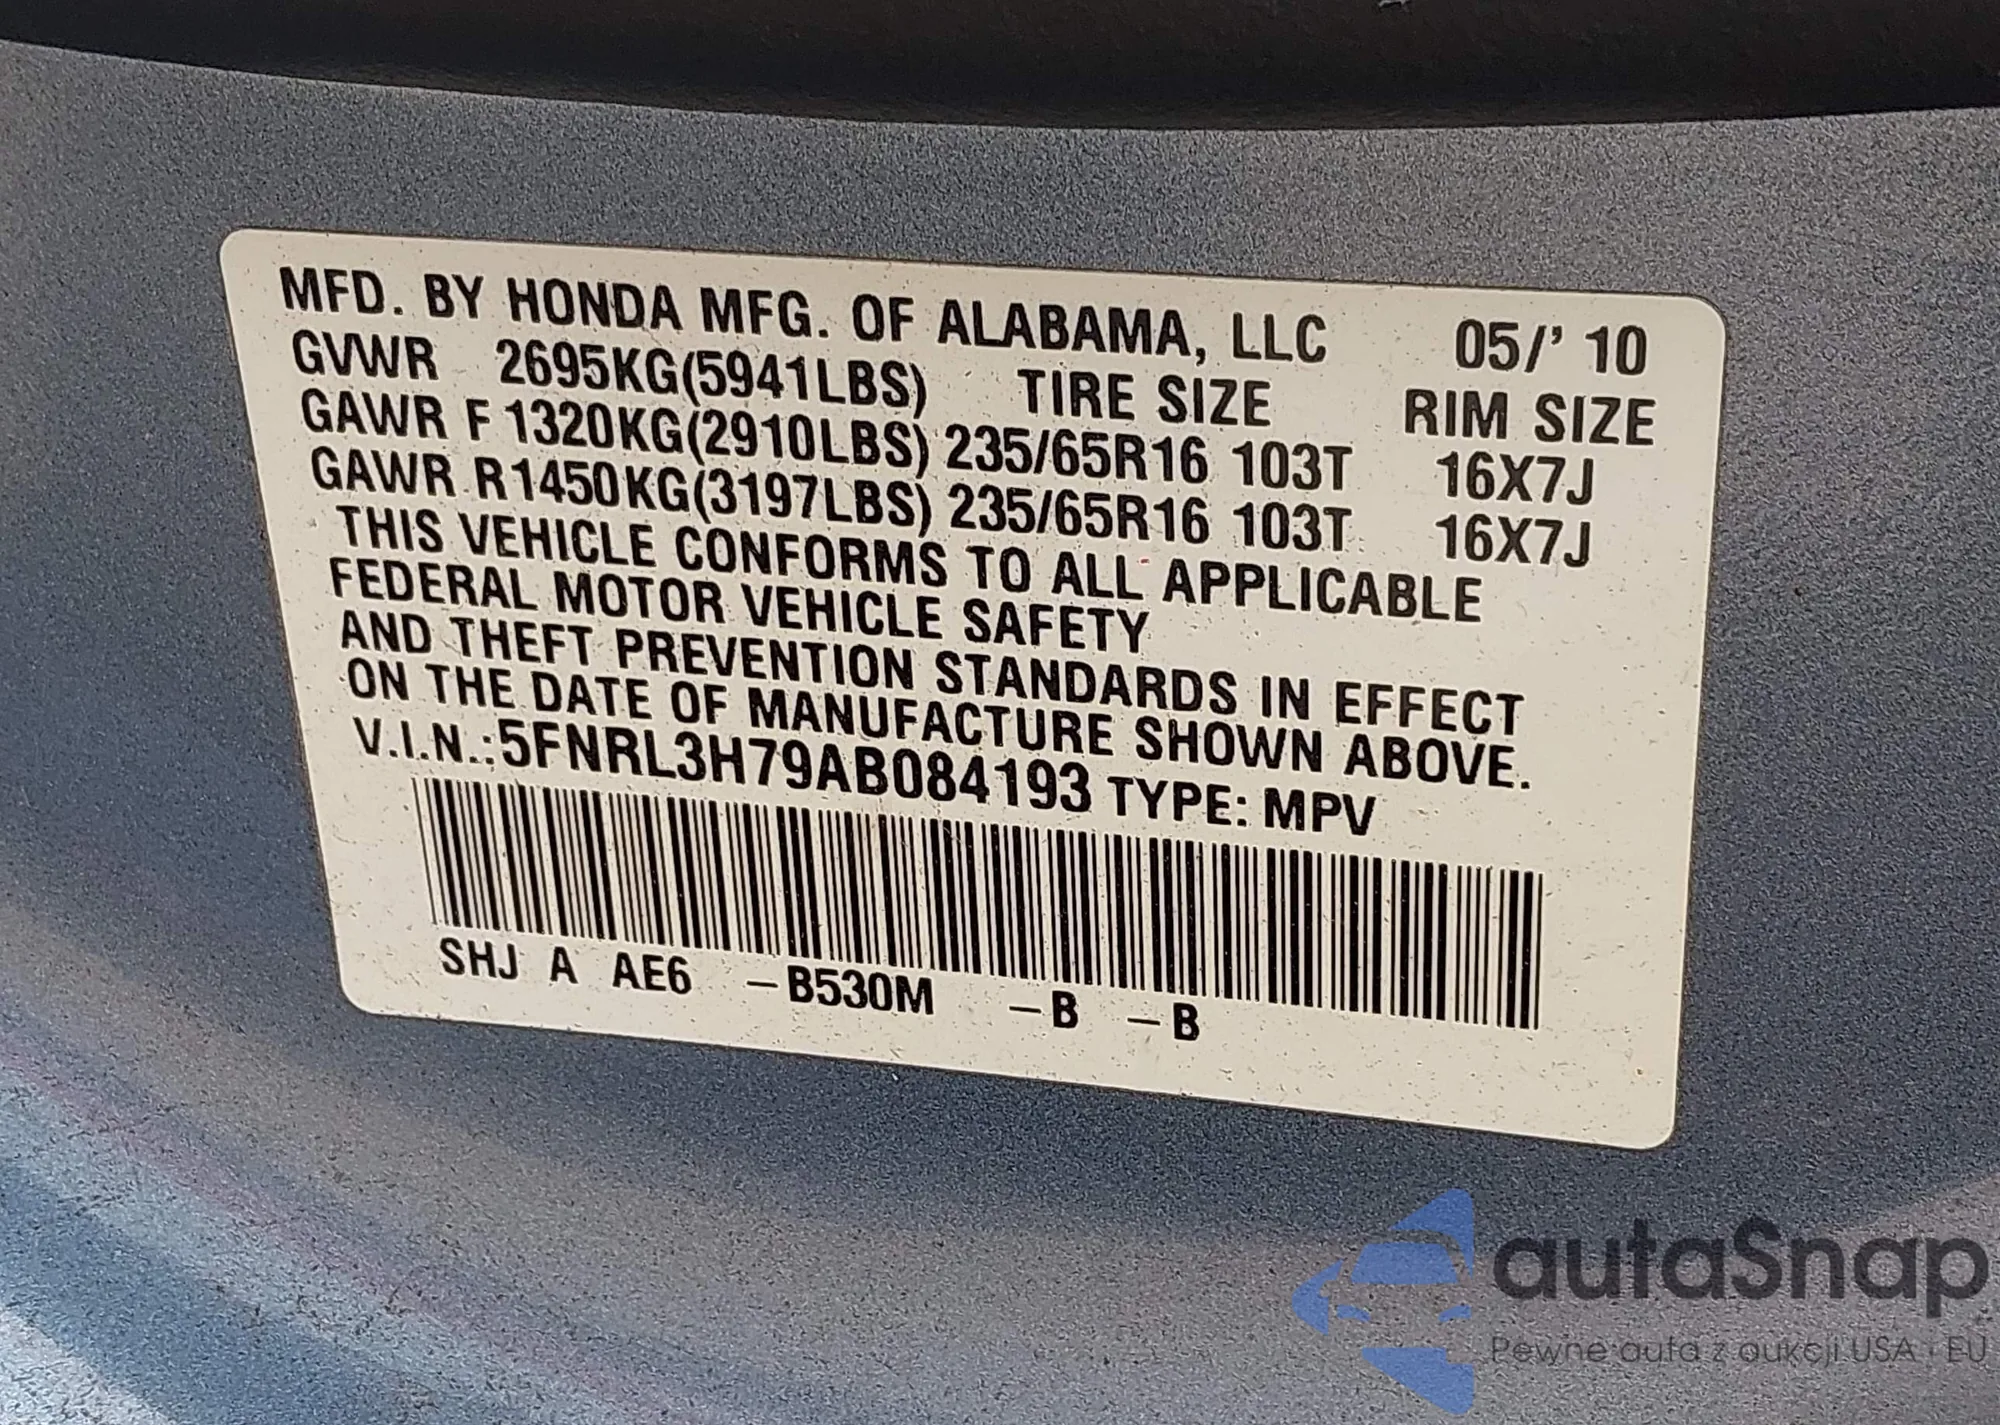 MFD. BY HONDA MFG. OF ALABAMA, LLC 05/' 10
GVWR 2695KG(5941LBS) TIRE SIZE RIM SIZE
GAWR F 1320KG(2910LBS) 235/65R16 103T 16X7J
GAWR R1450KG(3197LBS) 235/65R16 103T 16X7J
THIS VEHICLE CONFORMS TO ALL APPLICABLE
FEDERAL MOTOR VEHICLE SAFETY
AND THEFT PREVENTION STANDARDS IN EFFECT
ON THE DATE OF MANUFACTURE SHOWN ABOVE.
V.I.N.:5FNRL3H79AB084193 TYPE: MPV
SHJ A AE6 –B530M –B –B
autaSnap
Pewne auta z aukcji USA i EU